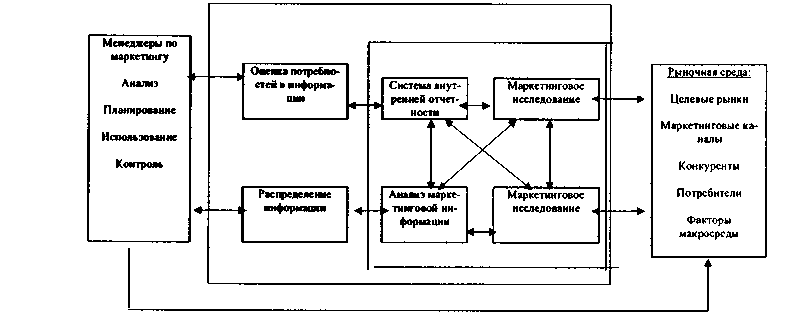 Менеджеры по
маркетингу
Анализ
Планирование
Использование
Контроль
Оценка потребно-
стей в информа-
ции
Распределение
информации
Система внут-
ренней отчет-
ности
Маркетинговое
исследование
Анализ марке-
тинговой ин-
формации
Маркетинговое
исследование
Рыночная среда:
Целевые рынки
Маркетинговые ка-
налы
Конкуренты
Потребители
Факторы
макросреды